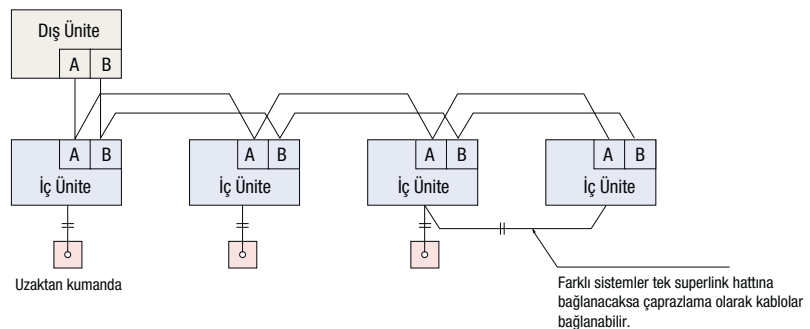 Dış Ünite
A B
A B
İç Ünite
A B
İç Ünite
A B
İç Ünite
A B
İç Ünite
Uzaktan kumanda
Farklı sistemler tek superlink hattına
bağlanacaksa çaprazlama olarak kablolar
bağlanabilir.